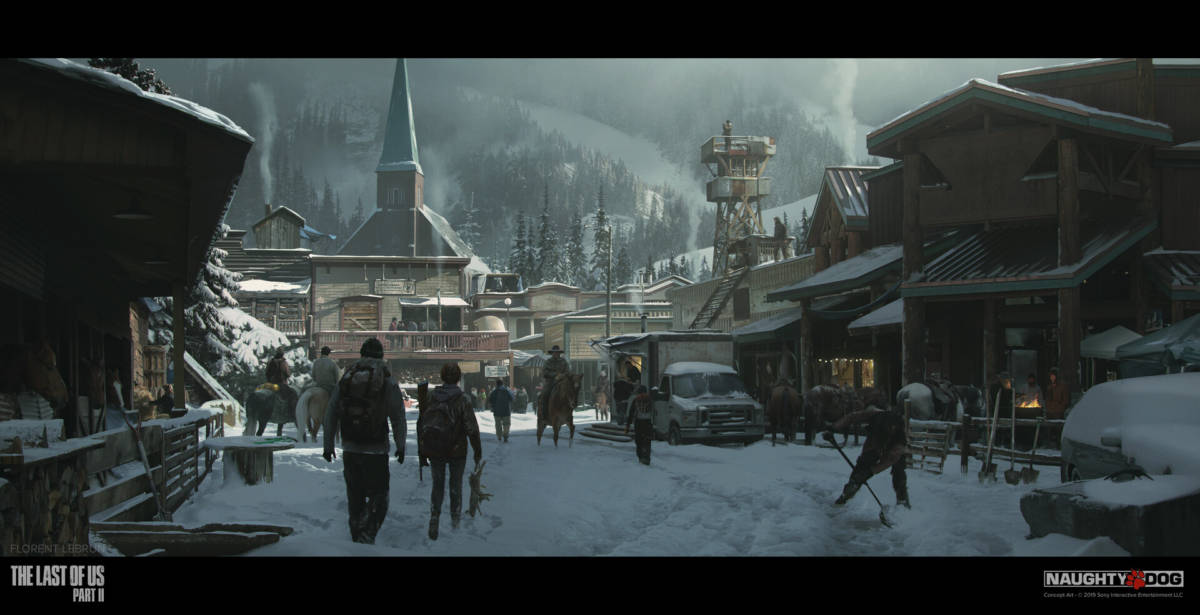 FLORENT LEBRUN
THE LAST OF US
PART II
NAUGHTY DOG
Concept Art - © 2019 Sony Interactive Entertainment LLC